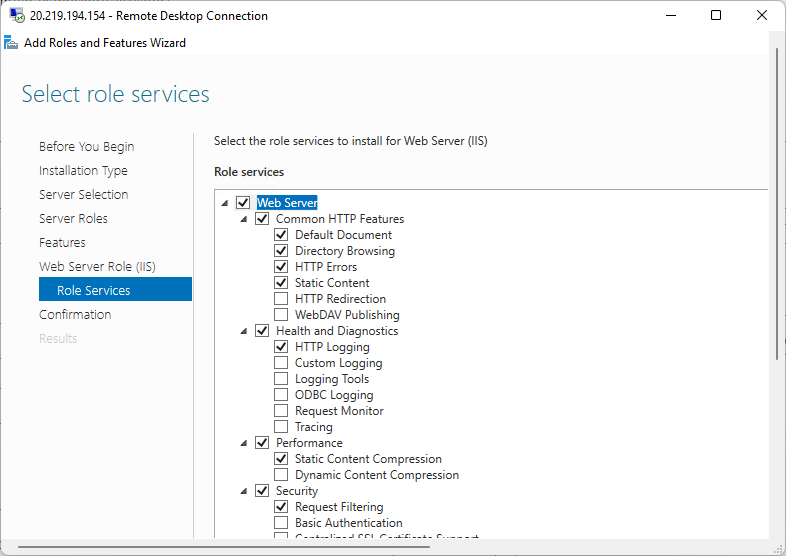 20.219.194.154 - Remote Desktop Connection
Add Roles and Features Wizard
Select role services
Before You Begin
Installation Type
Server Selection
Server Roles
Features
Web Server Role (IIS)
Role Services
Confirmation
Results
Select the role services to install for Web Server (IIS)
Role services
Web Server
Common HTTP Features
Default Document
Directory Browsing
HTTP Errors
Static Content
HTTP Redirection
WebDAV Publishing
Health and Diagnostics
HTTP Logging
Custom Logging
Logging Tools
ODBC Logging
Request Monitor
Tracing
Performance
Static Content Compression
Dynamic Content Compression
Security
Request Filtering
Basic Authentication
Centralized SSL Certificate Support